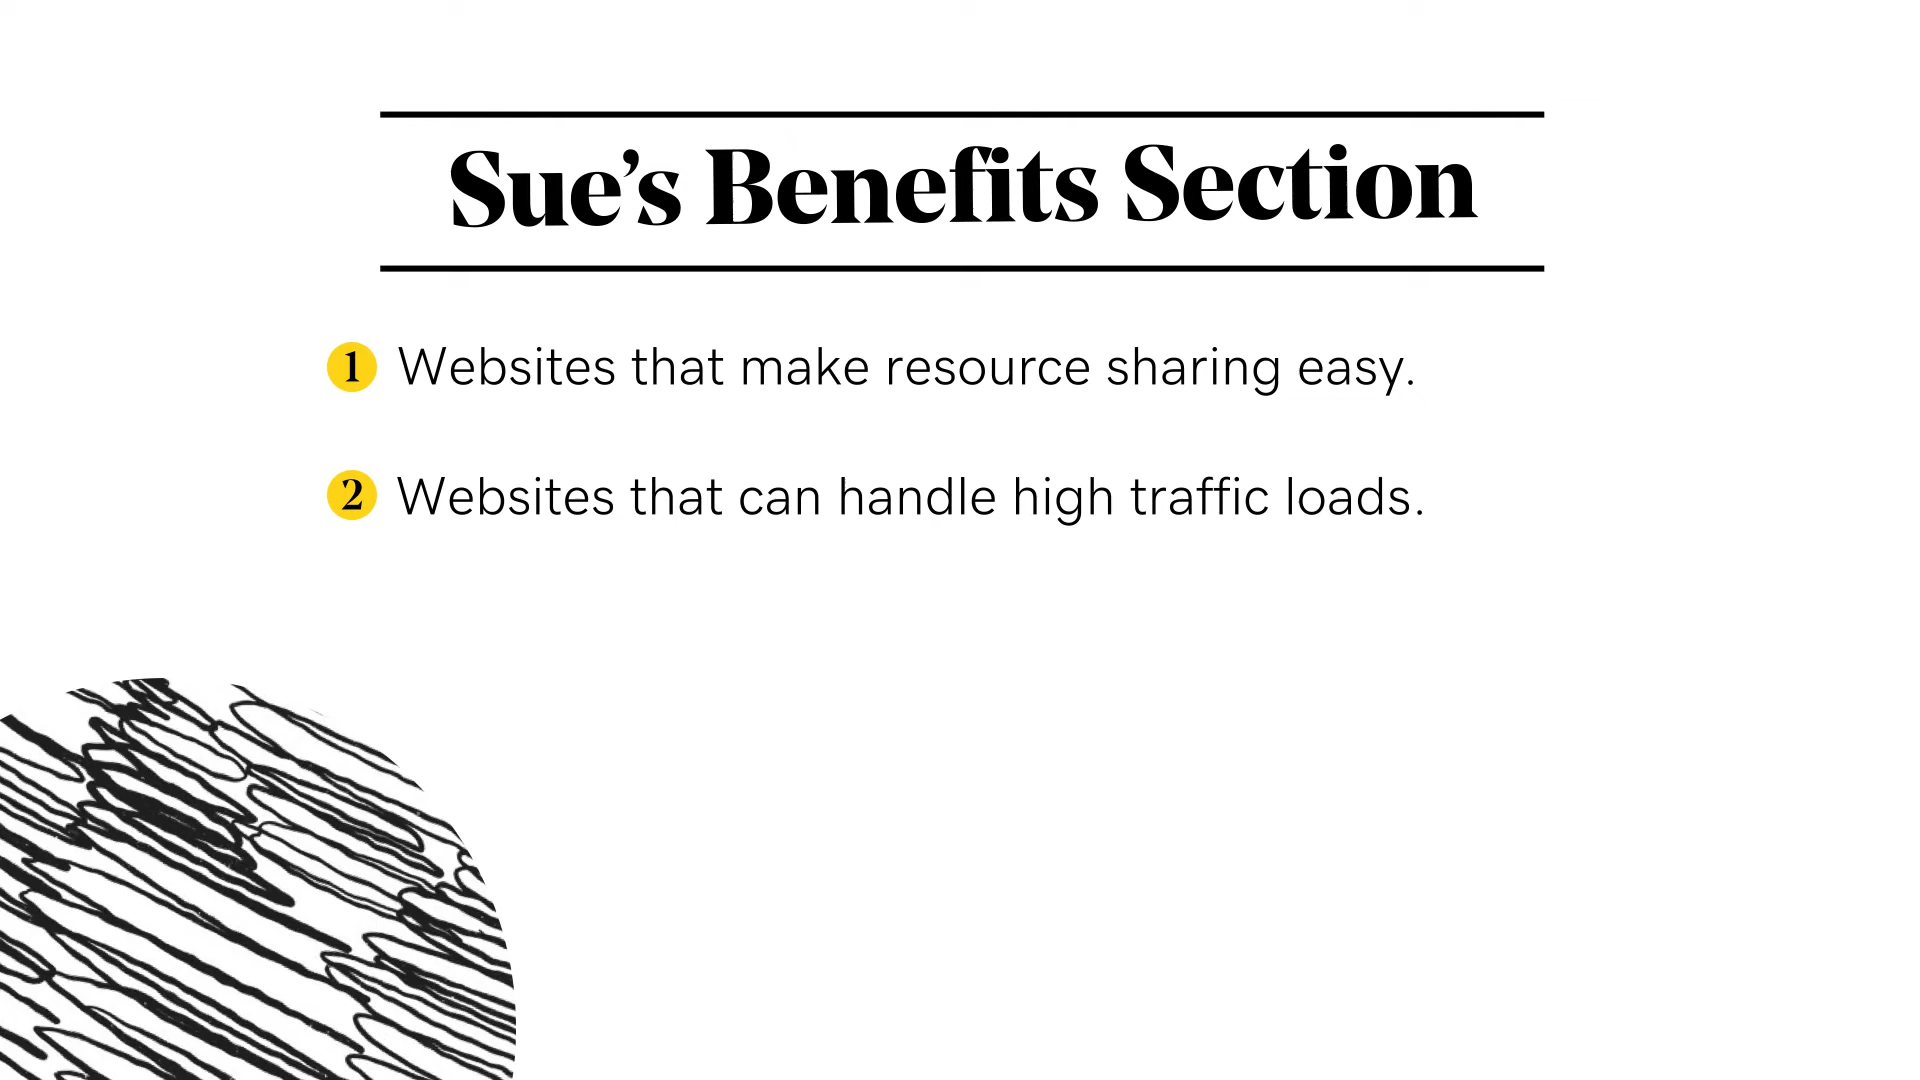 Sue’s Benefits Section
1 Websites that make resource sharing easy.
2 Websites that can handle high traffic loads.